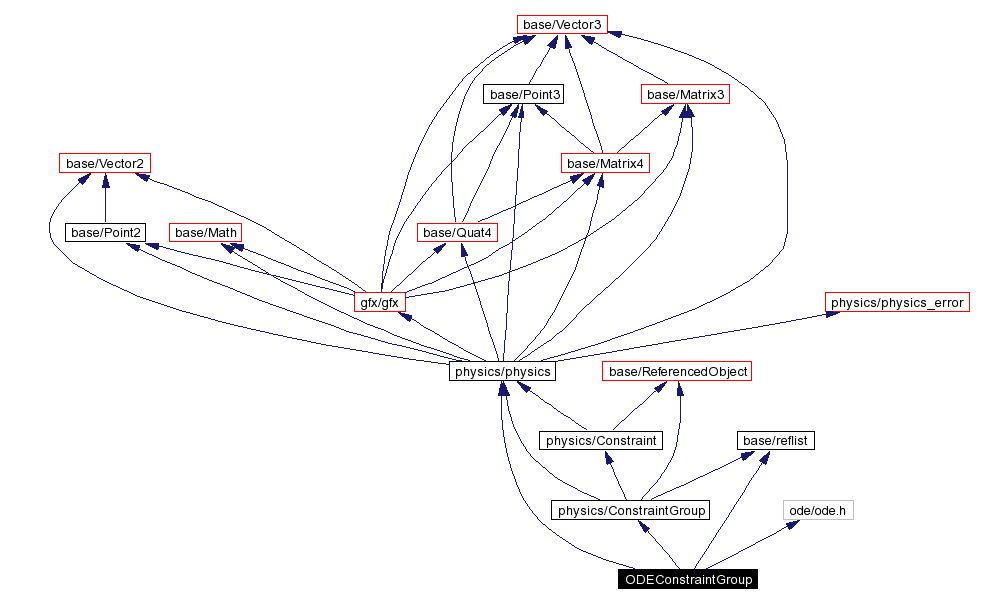 base/Vector3
base/Point3
base/Matrix3
base/Vector2
base/Matrix4
base/Point2
base/Math
base/Quat4
gfx/gfx
physics/physics_error
physics/physics
base/ReferencedObject
physics/Constraint
base/reflist
physics/ConstraintGroup
ode/ode.h
ODEConstraintGroup